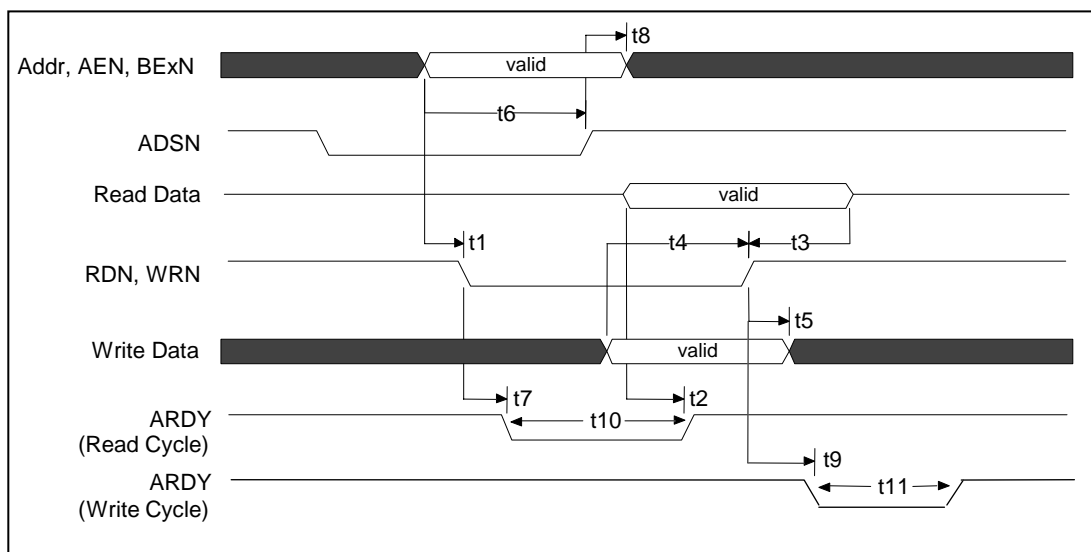 t8
Addr, AEN, BExN
valid
t6
ADSN
Read Data
valid
t1
t4
t3
RDN, WRN
t5
Write Data
valid
t7
t2
ARDY
t10
(Read Cycle)
t9
ARDY
t11
(Write Cycle)